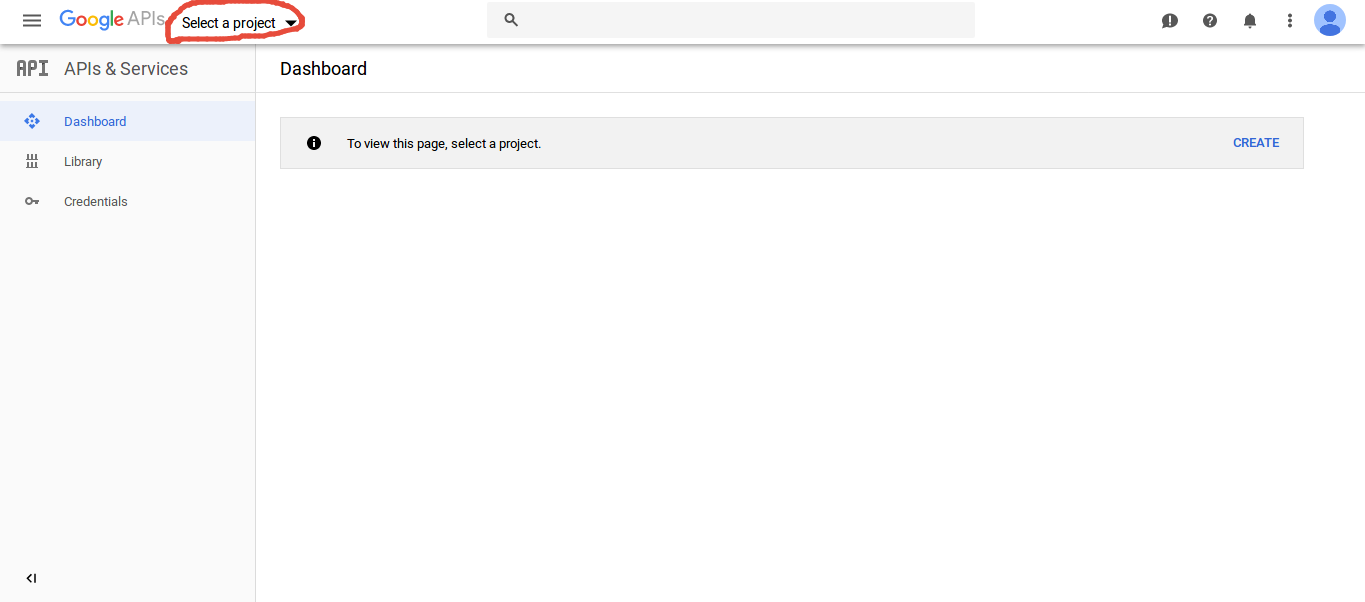 Google APIs Select a project
API APIs & Services
Dashboard
Dashboard
Library
Credentials
To view this page, select a project.
CREATE